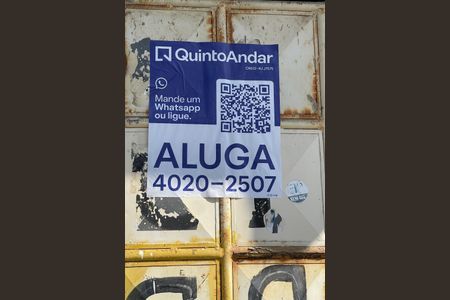 QuintoAndar
Mande um
Whatsapp
ou ligue.
ALUGA
4020-2507